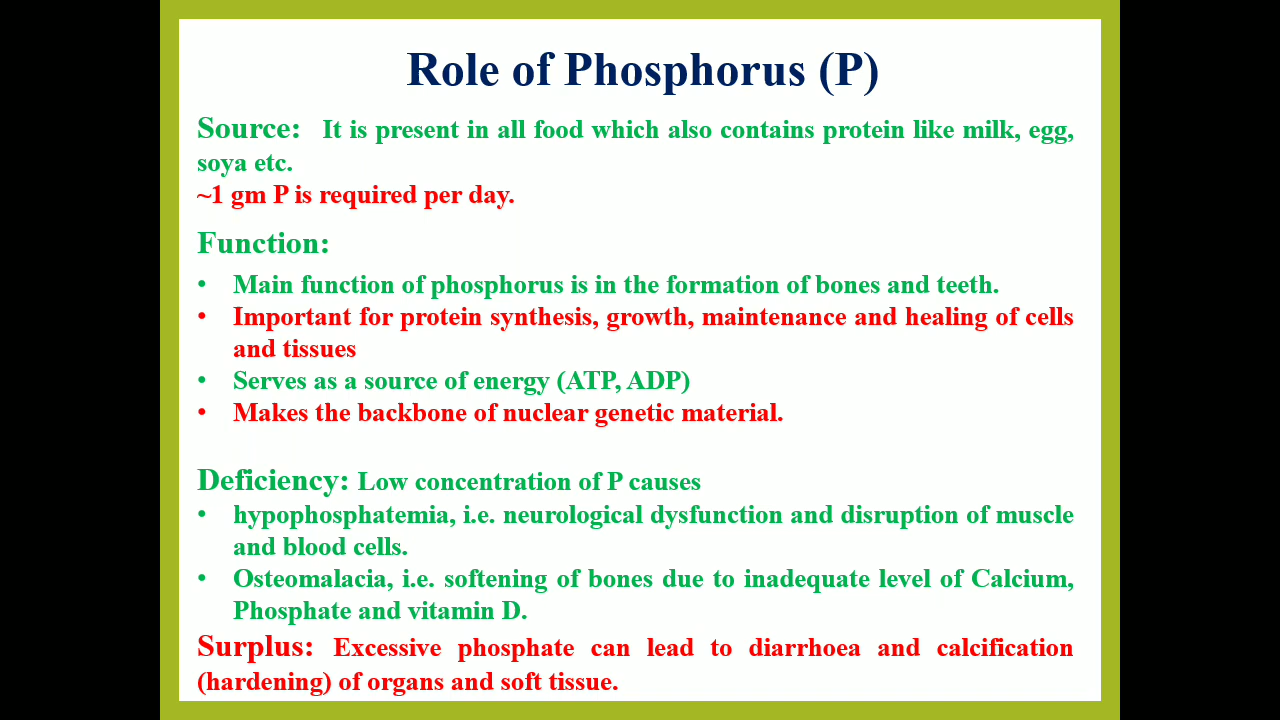 Role of Phosphorus (P)
Source: It is present in all food which also contains protein like milk, egg,
soya etc.
~1 gm P is required per day.
Function:
• Main function of phosphorus is in the formation of bones and teeth.
• Important for protein synthesis, growth, maintenance and healing of cells
and tissues
• Serves as a source of energy (ATP, ADP)
• Makes the backbone of nuclear genetic material.
Deficiency: Low concentration of P causes
• hypophosphatemia, i.e. neurological dysfunction and disruption of muscle
and blood cells.
• Osteomalacia, i.e. softening of bones due to inadequate level of Calcium,
Phosphate and vitamin D.
Surplus: Excessive phosphate can lead to diarrhoea and calcification
(hardening) of organs and soft tissue.